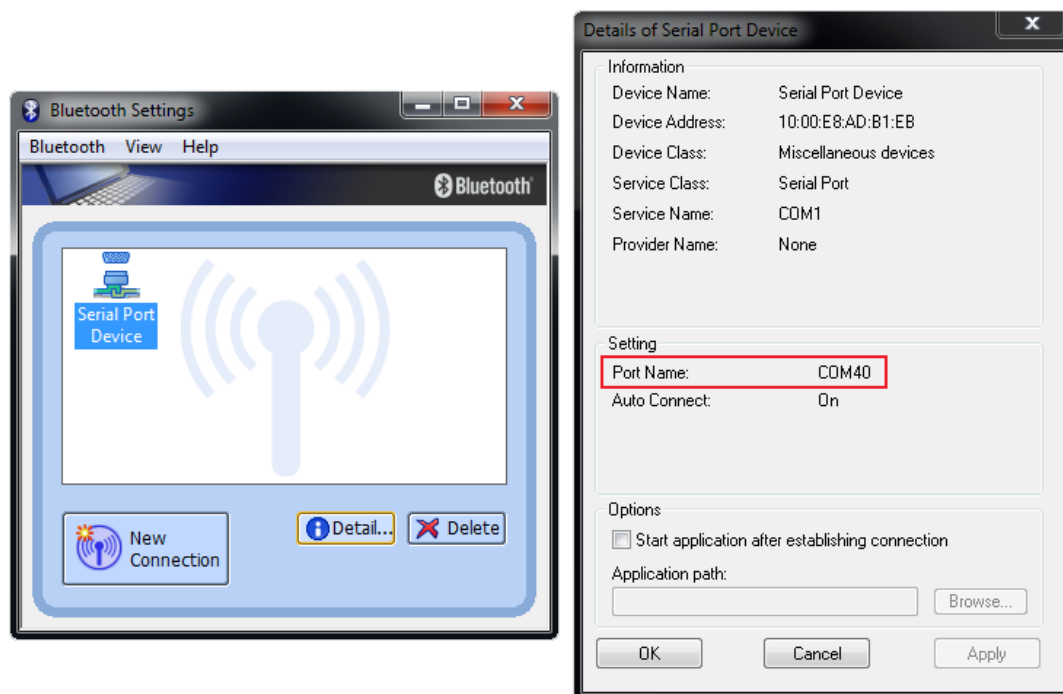 Bluetooth Settings
Bluetooth View Help
Bluetooth
Serial Port
Device
New
Connection
Detail...
Delete
Details of Serial Port Device
Information
Device Name: Serial Port Device
Device Address: 10:00:E8:AD:B1:EB
Device Class: Miscellaneous devices
Service Class: Serial Port
Service Name: COM1
Provider Name: None
Setting
Port Name: COM40
Auto Connect: On
Options
Start application after establishing connection
Application path:
Browse...
OK Cancel Apply